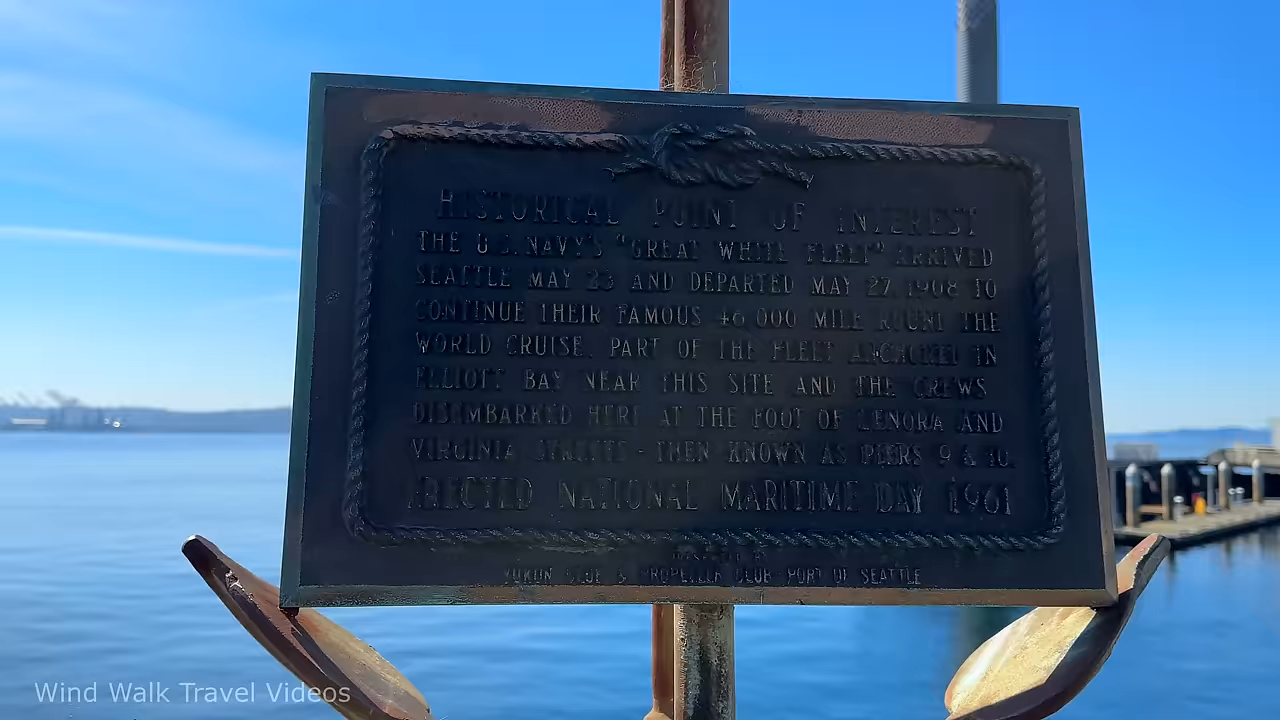 HISTORICAL POINT OF INTEREST
THE U.S. NAVY'S "GREAT WHITE FLEET" ARRIVED
SEATTLE MAY 23 AND DEPARTED MAY 27, 1908 TO
CONTINUE THEIR FAMOUS 46,000 MILE ROUND THE
WORLD CRUISE. PART OF THE FLEET ANCHORED IN
ELLIOTT BAY NEAR THIS SITE AND THE CREWS
DISEMBARKED HERE AT THE FOOT OF LENORA AND
VIRGINIA STREETS - THEN KNOWN AS PIERS 9 & 10.
ERECTED NATIONAL MARITIME DAY 1961
PRESENTED BY
YUKON CLUB & PROPELLER CLUB PORT OF SEATTLE
Wind Walk Travel Videos